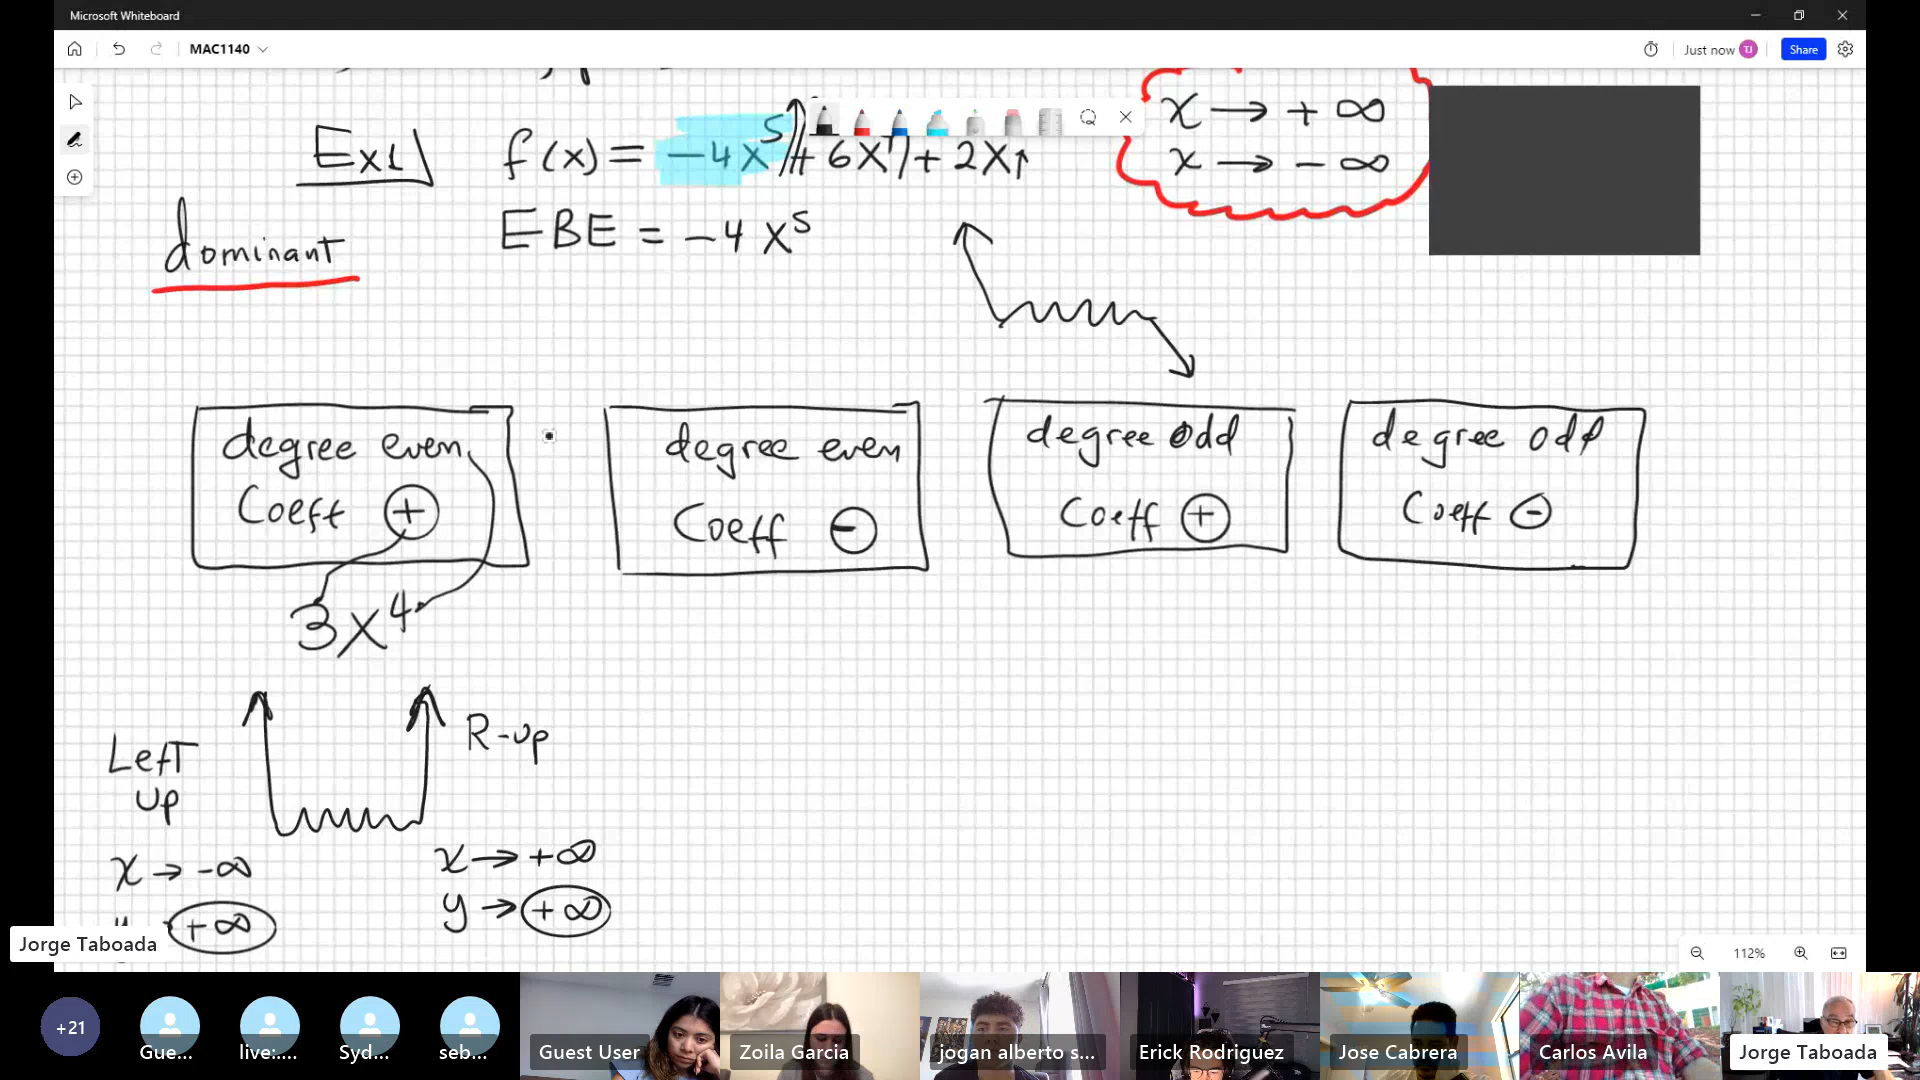 Microsoft Whiteboard
MAC1140
Just now TJ Share
x → + ∞
x → - ∞
Ex1 f(x) = -4x⁵ + 6x + 2x
EBE = -4x⁵
dominant
degree even
Coeff +
degree even
Coeff -
degree odd
Coeff +
degree odd
Coeff -
3x⁴
Left
up
R-up
x → -∞
+∞
x → +∞
y → +∞
Jorge Taboada
112%
+21
Gue...
live:....
Syd...
seb...
Guest User
Zoila Garcia
jogan alberto s...
Erick Rodriguez
Jose Cabrera
Carlos Avila
Jorge Taboada